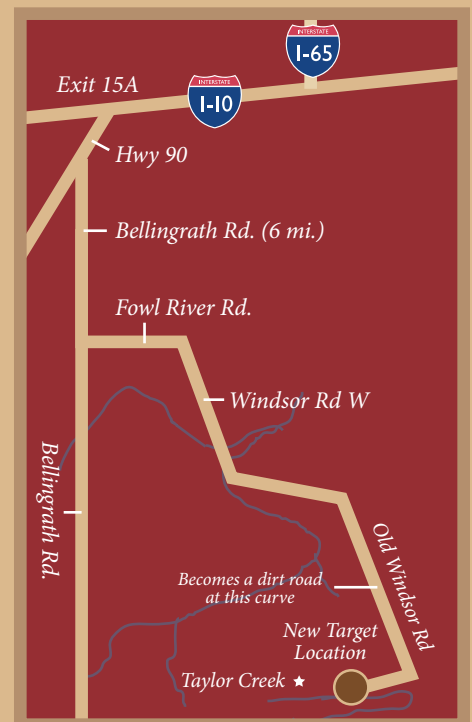 INTERSTATE
I-65
Exit 15A
INTERSTATE
I-10
Hwy 90
Bellingrath Rd. (6 mi.)
Fowl River Rd.
Windsor Rd W
Bellingrath Rd.
Old Windsor Rd
Becomes a dirt road
at this curve
New Target
Location
Taylor Creek